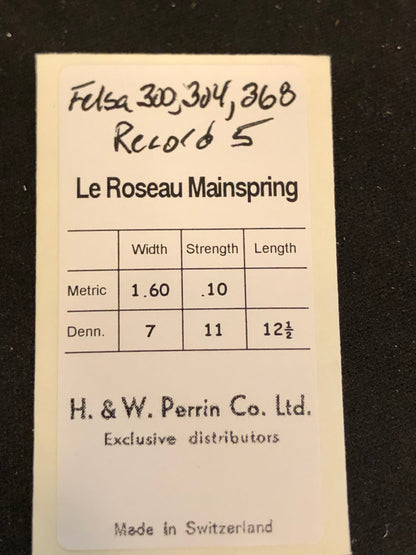 Felsa 300, 304, 368
Record 5
Le Roseau Mainspring
Width Strength Length
Metric 1.60 .10
Denn. 7 11 12½
H. & W. Perrin Co. Ltd.
Exclusive distributors
Made in Switzerland